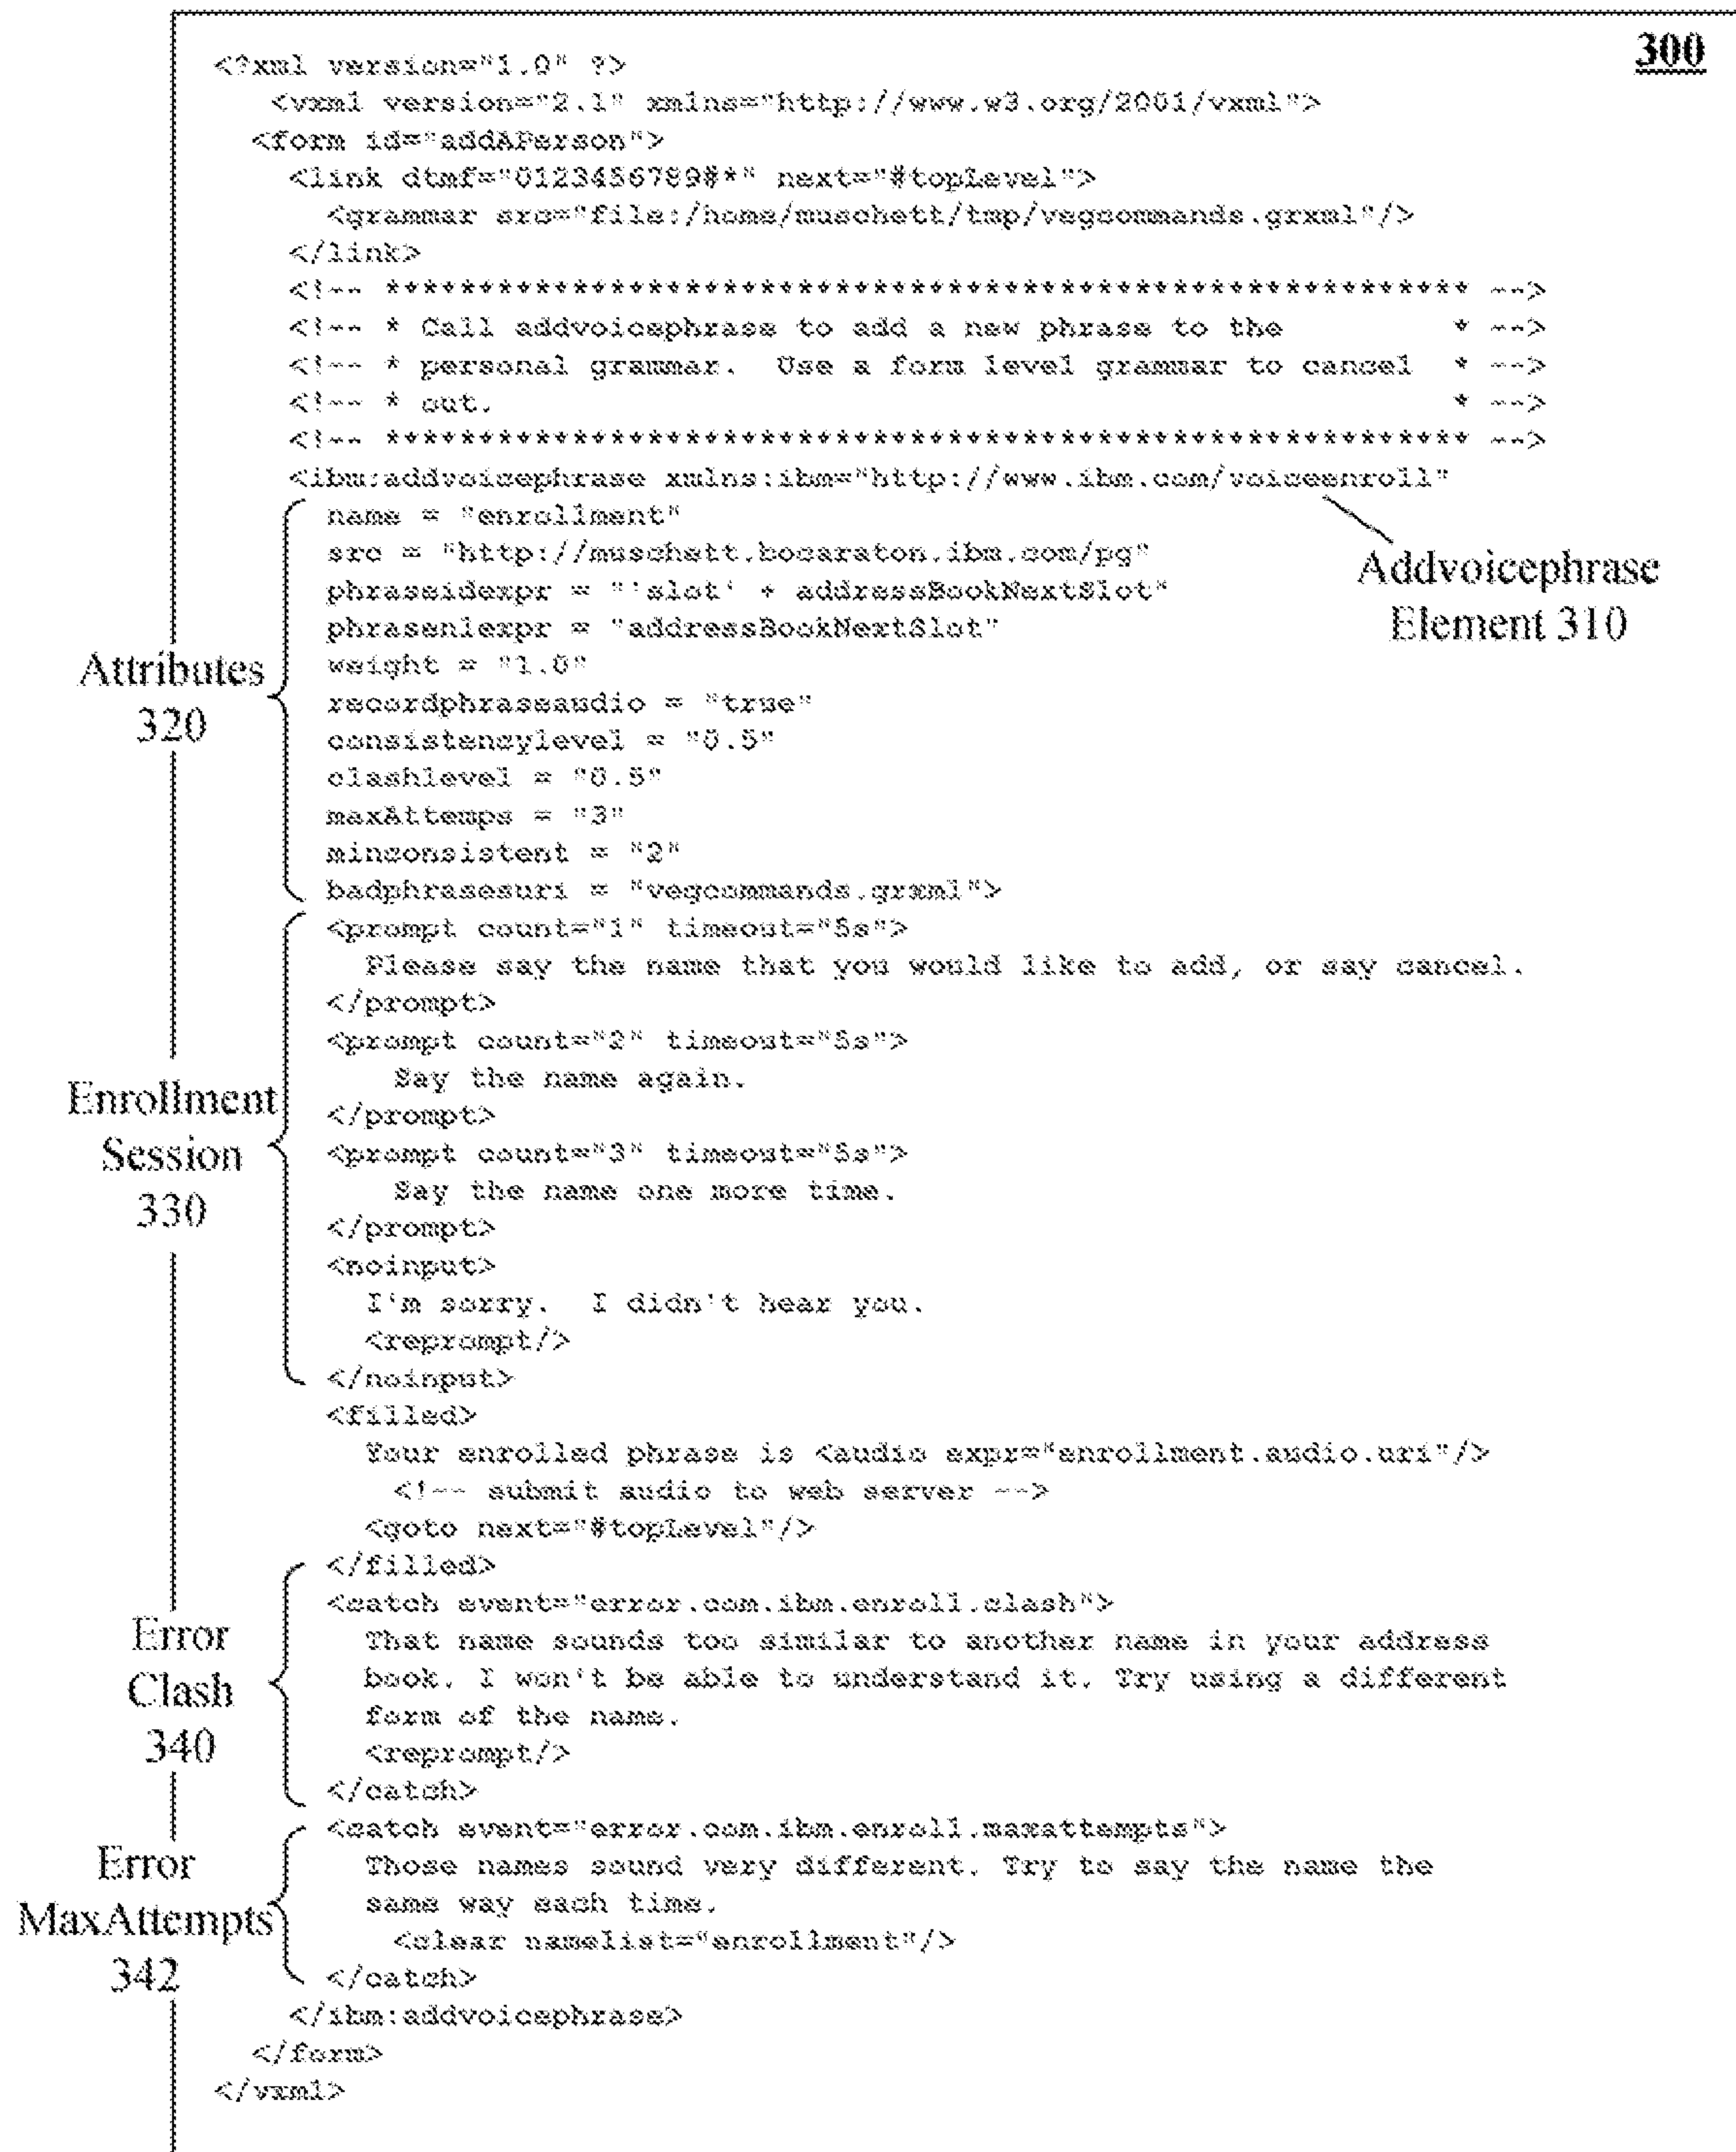 300
<?xml version="1.0" ?>
<vxml version="2.1" xmlns="http://www.w3.org/2001/vxml">
<form id="addAPerson">
<link dtmf="0123456789#*" next="#topLevel">
<grammar src="file:/home/muschett/tmp/vegcommands.grxml"/>
</link>
<!-- ********************************************************** -->
<!-- * Call addvoicephrase to add a new phrase to the * -->
<!-- * personal grammar. Use a form level grammar to cancel * -->
<!-- * out. * -->
<!-- ********************************************************** -->
<ibm:addvoicephrase xmlns:ibm="http://www.ibm.com/voiceenroll"
name = "enrollment"
src = "http://muschett.bocaraton.ibm.com/pg"
phraseidexpr = "'slot' + addressBookNextSlot"
phrasenlexpr = "addressBookNextSlot"
weight = "1.0"
recordphraseaudio = "true"
consistencylevel = "0.5"
clashlevel = "0.5"
maxAttemps = "3"
minconsistent = "2"
badphrasesuri = "vegcommands.grxml">
Addvoicephrase
Element 310
Attributes
320
<prompt count="1" timeout="5s">
Please say the name that you would like to add, or say cancel.
</prompt>
<prompt count="2" timeout="5s">
Say the name again.
</prompt>
<prompt count="3" timeout="5s">
Say the name one more time.
</prompt>
<noinput>
I'm sorry. I didn't hear you.
<reprompt/>
</noinput>
Enrollment
Session
330
<filled>
Your enrolled phrase is <audio expr="enrollment.audio.uri"/>
<!-- submit audio to web server -->
<goto next="#topLevel"/>
</filled>
<catch event="error.com.ibm.enroll.clash">
That name sounds too similar to another name in your address
book. I won't be able to understand it. Try using a different
form of the name.
<reprompt/>
</catch>
Error
Clash
340
<catch event="error.com.ibm.enroll.maxattempts">
Those names sound very different. Try to say the name the
same way each time.
<clear namelist="enrollment"/>
</catch>
Error
MaxAttempts
342
</ibm:addvoicephrase>
</form>
</vxml>